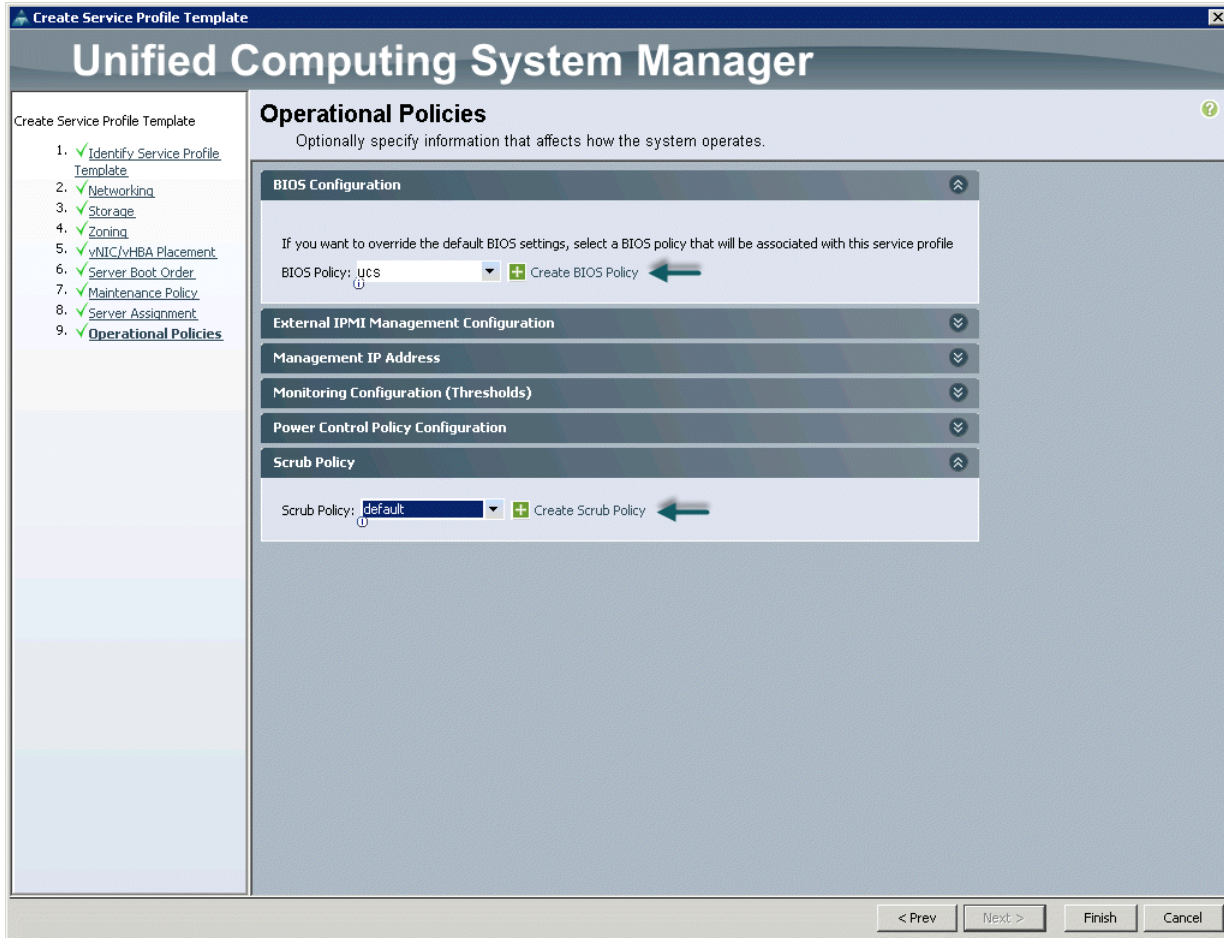 Create Service Profile Template
Unified Computing System Manager
Create Service Profile Template
1. Identify Service Profile
Template
2. Networking
3. Storage
4. Zoning
5. vNIC/vHBA Placement
6. Server Boot Order
7. Maintenance Policy
8. Server Assignment
9. Operational Policies
Operational Policies
Optionally specify information that affects how the system operates.
BIOS Configuration
If you want to override the default BIOS settings, select a BIOS policy that will be associated with this service profile
BIOS Policy: ucs Create BIOS Policy
External IPMI Management Configuration
Management IP Address
Monitoring Configuration (Thresholds)
Power Control Policy Configuration
Scrub Policy
Scrub Policy: default Create Scrub Policy
< Prev Next > Finish Cancel